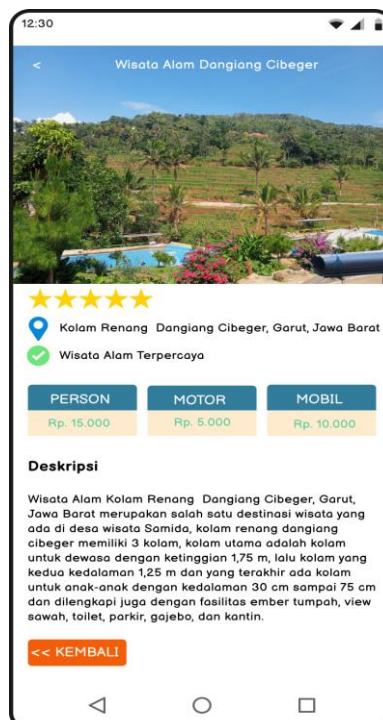 12:30
< Wisata Alam Dangiang Cibeger
Kolam Renang Dangiang Cibeger, Garut, Jawa Barat
Wisata Alam Terpercaya
PERSON MOTOR MOBIL
Rp. 15.000 Rp. 5.000 Rp. 10.000
Deskripsi
Wisata Alam Kolam Renang Dangiang Cibeger, Garut,
Jawa Barat merupakan salah satu destinasi wisata yang
ada di desa wisata Samida, kolam renang dangiang
cibeger memiliki 3 kolam, kolam utama adalah kolam
untuk dewasa dengan ketinggian 1,75 m, lalu kolam yang
kedua kedalaman 1,25 m dan yang terakhir ada kolam
untuk anak-anak dengan kedalaman 30 cm sampai 75 cm
dan dilengkapi juga dengan fasilitas ember tumpah, view
sawah, toilet, parkir, gajebo, dan kantin.
<< KEMBALI